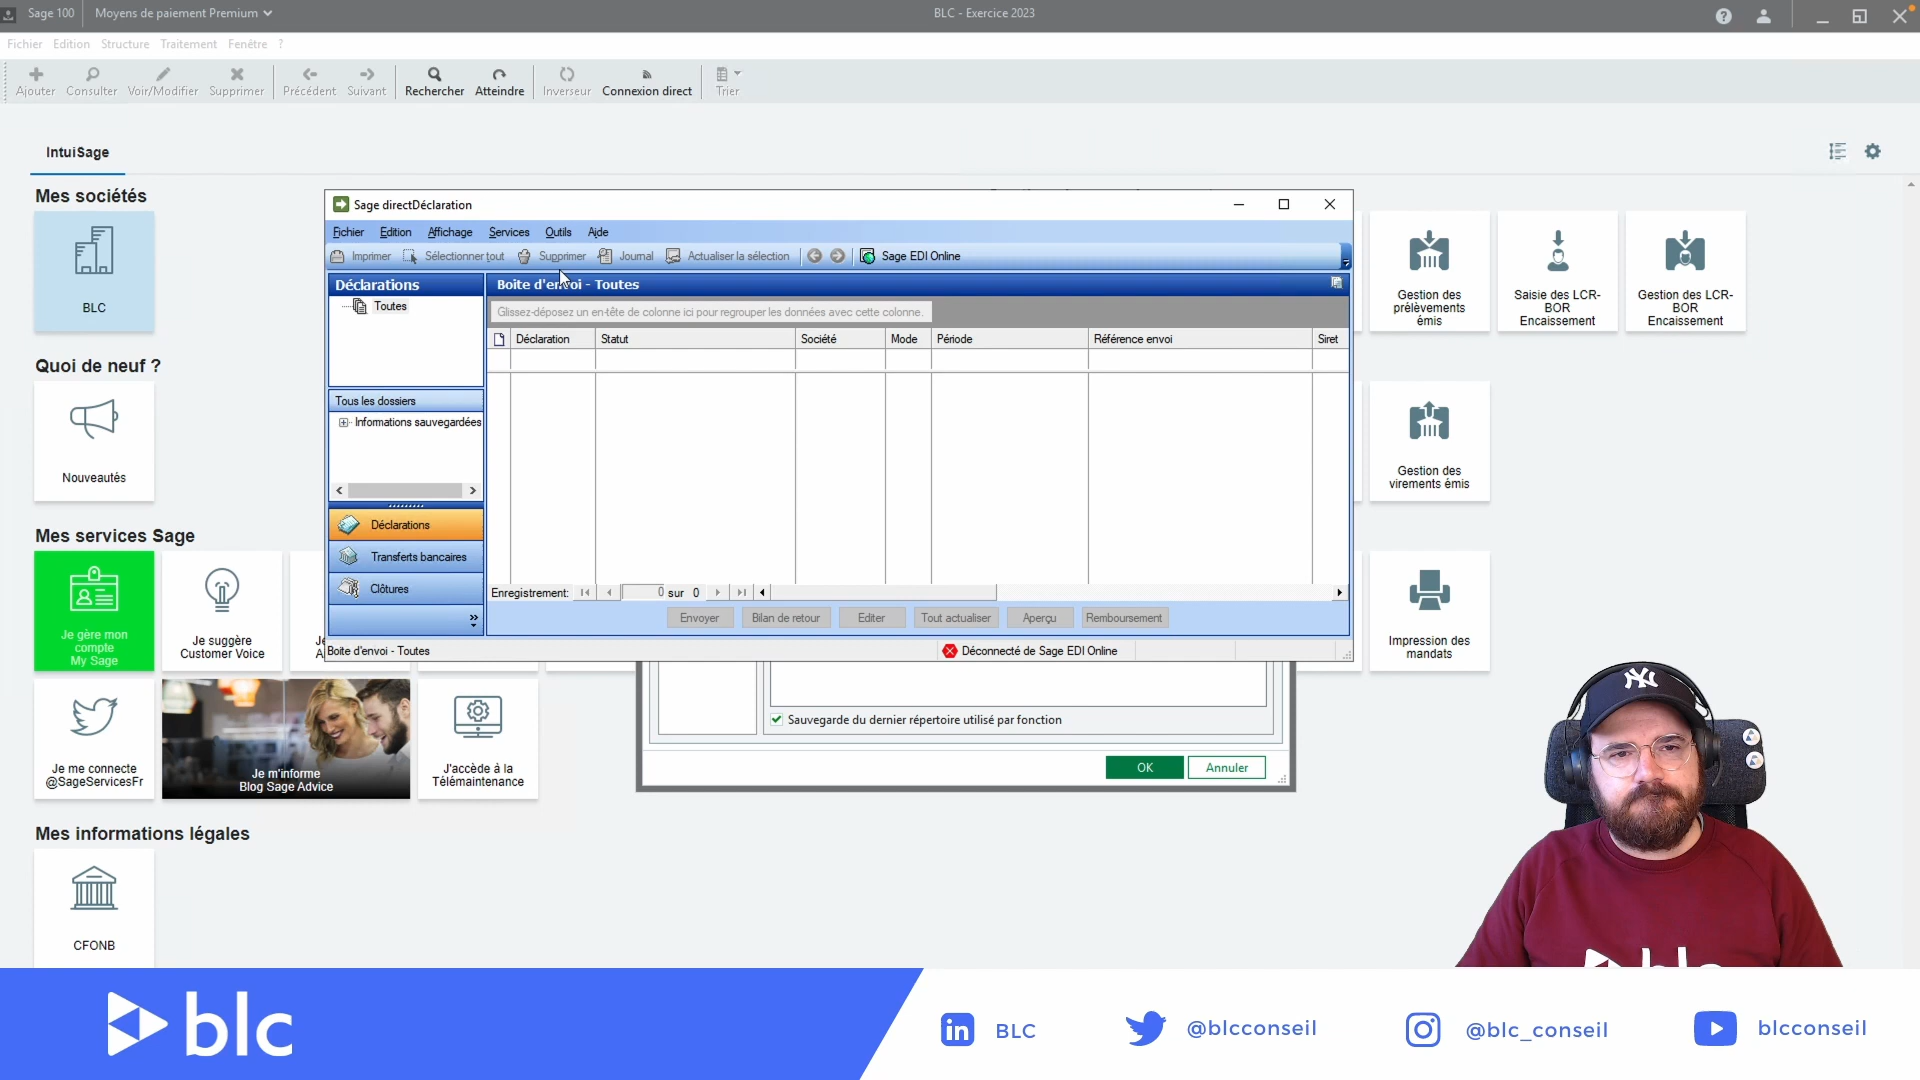 Sage 100
Moyens de paiement Premium
BLC - Exercice 2023
Fichier Edition Structure Traitement Fenêtre ?
Ajouter Consulter Voir/Modifier Supprimer Précédent Suivant Rechercher Atteindre Inverseur Connexion direct Trier
IntuiSage
Mes sociétés
BLC
Quoi de neuf ?
Nouveautés
Mes services Sage
Je gère mon
compte
My Sage
Je suggère
Customer Voice
Je me connecte
@SageServicesFr
Je m'informe
Blog Sage Advice
J'accède à la
Télémaintenance
Mes informations légales
CFONB
Sage directDéclaration
Fichier Edition Affichage Services Outils Aide
Imprimer Sélectionner tout Supprimer Journal Actualiser la sélection Sage EDI Online
Déclarations
Toutes
Tous les dossiers
Informations sauvegardées
Déclarations
Transferts bancaires
Clôtures
Boite d'envoi - Toutes
Glissez-déposez un en-tête de colonne ici pour regrouper les données avec cette colonne.
Déclaration Statut Société Mode Période Référence envoi Siret
Enregistrement: 0 sur 0
Envoyer Bilan de retour Editer Tout actualiser Aperçu Remboursement
Boite d'envoi - Toutes
Déconnecté de Sage EDI Online
Sauvegarde du dernier répertoire utilisé par fonction
OK Annuler
Gestion des
prélèvements
émis
Saisie des LCR-
BOR
Encaissement
Gestion des LCR-
BOR
Encaissement
Gestion des
virements émis
Impression des
mandats
blc
in BLC
@blcconseil
@blc_conseil
blcconseil